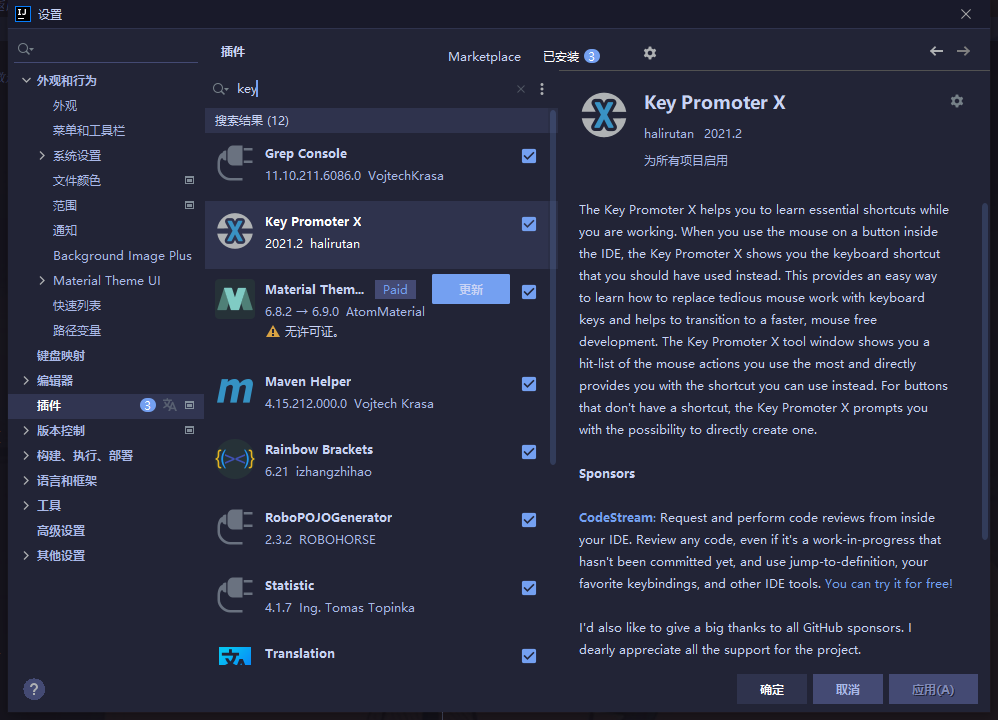 设置
外观和行为
外观
菜单和工具栏
系统设置
文件颜色
范围
通知
Background Image Plus
Material Theme UI
快速列表
路径变量
键盘映射
编辑器
插件 3
版本控制
构建、执行、部署
语言和框架
工具
高级设置
其他设置
?
插件
Marketplace
已安装 3
key
搜索结果 (12)
Grep Console
11.10.211.6086.0 VojtechKrasa
Key Promoter X
2021.2 halirutan
Material Them... Paid 更新
6.8.2 → 6.9.0 AtomMaterial
无许可证。
Maven Helper
4.15.212.000.0 Vojtech Krasa
Rainbow Brackets
6.21 izhangzhihao
RoboPOJOGenerator
2.3.2 ROBOHORSE
Statistic
4.1.7 Ing. Tomas Topinka
Translation
Key Promoter X
halirutan 2021.2
为所有项目启用
The Key Promoter X helps you to learn essential shortcuts while
you are working. When you use the mouse on a button inside
the IDE, the Key Promoter X shows you the keyboard shortcut
that you should have used instead. This provides an easy way
to learn how to replace tedious mouse work with keyboard
keys and helps to transition to a faster, mouse free
development. The Key Promoter X tool window shows you a
hit-list of the mouse actions you use the most and directly
provides you with the shortcut you can use instead. For buttons
that don't have a shortcut, the Key Promoter X prompts you
with the possibility to directly create one.
Sponsors
CodeStream: Request and perform code reviews from inside
your IDE. Review any code, even if it's a work-in-progress that
hasn't been committed yet, and use jump-to-definition, your
favorite keybindings, and other IDE tools. You can try it for free!
I'd also like to give a big thanks to all GitHub sponsors. I
dearly appreciate all the support for the project.
确定
取消
应用(A)